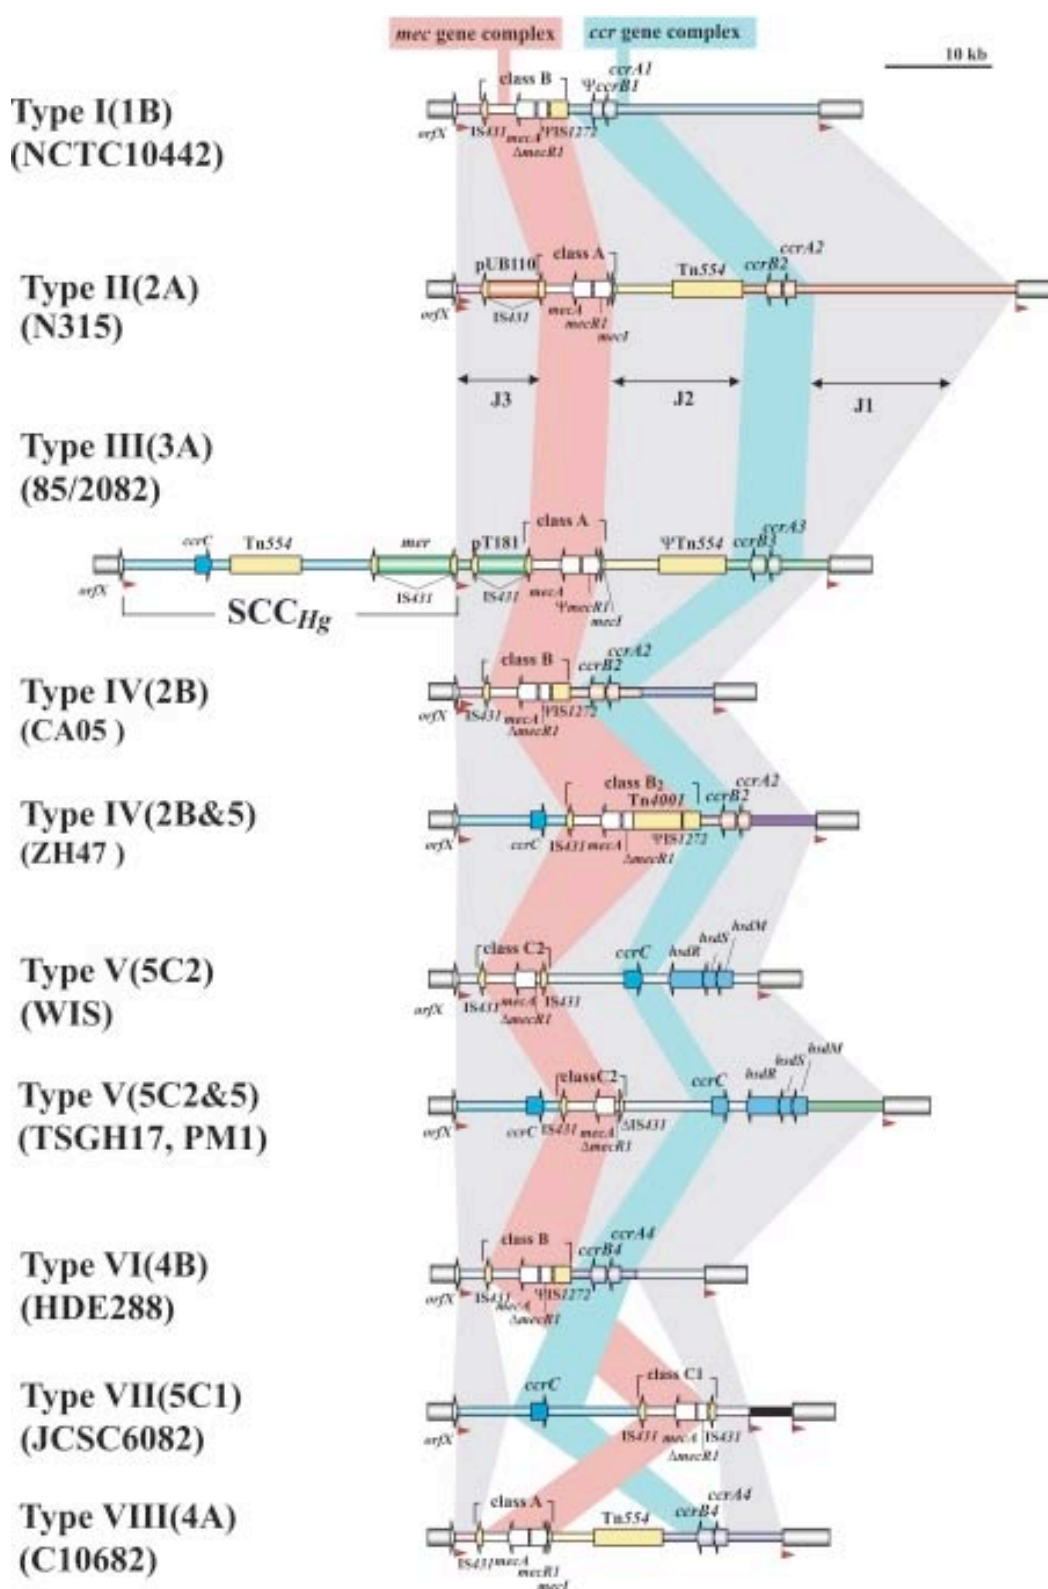 mec gene complex
ccr gene complex
10 kb
Type I(1B)
(NCTC10442)
class B
ccrA1
ΨccrB1
orfX
IS431
mecA
ΨIS1272
ΔmecR1
Type II(2A)
(N315)
pUB110
class A
Tn554
ccrB2
ccrA2
orfX
IS431
mecA
mecR1
mecI
J3
J2
J1
Type III(3A)
(85/2082)
ccrC
Tn554
mer
pT181
class A
ΨTn554
ccrB3
ccrA3
orfX
IS431
IS431
mecA
ΨmecR1
mecI
SCCHg
Type IV(2B)
(CA05 )
class B
ccrB2
ccrA2
orfX
IS431
mecA
ΨIS1272
ΔmecR1
Type IV(2B&5)
(ZH47 )
class B2
Tn4001
ccrB2
ccrA2
orfX
ccrC
IS431
mecA
ΨIS1272
ΔmecR1
Type V(5C2)
(WIS)
class C2
ccrC
hsdR
hsdS
hsdM
orfX
IS431
mecA
IS431
ΔmecR1
Type V(5C2&5)
(TSGH17, PM1)
classC2
ccrC
hsdR
hsdS
hsdM
orfX
ccrC
IS431
mecA
ΔIS431
ΔmecR1
Type VI(4B)
(HDE288)
class B
ccrB4
ccrA4
orfX
IS431
mecA
ΨIS1272
ΔmecR1
Type VII(5C1)
(JCSC6082)
ccrC
class C1
orfX
IS431
mecA
IS431
ΔmecR1
Type VIII(4A)
(C10682)
class A
Tn554
ccrB4
ccrA4
orfX
IS431
mecA
mecR1
mecI